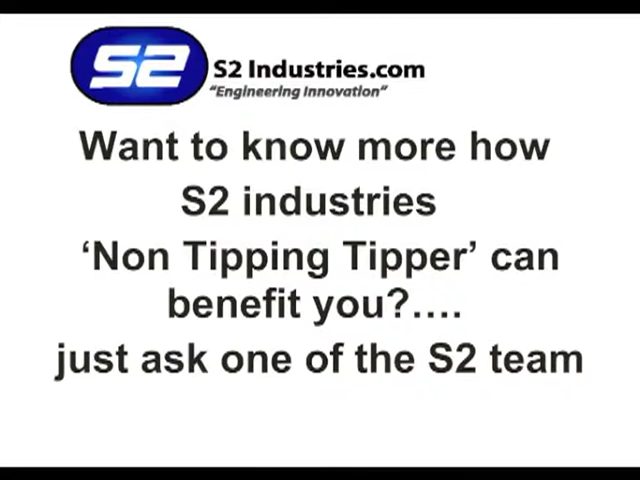 S2
S2 Industries.com
“Engineering Innovation”
Want to know more how
S2 industries
‘Non Tipping Tipper’ can
benefit you?....
just ask one of the S2 team